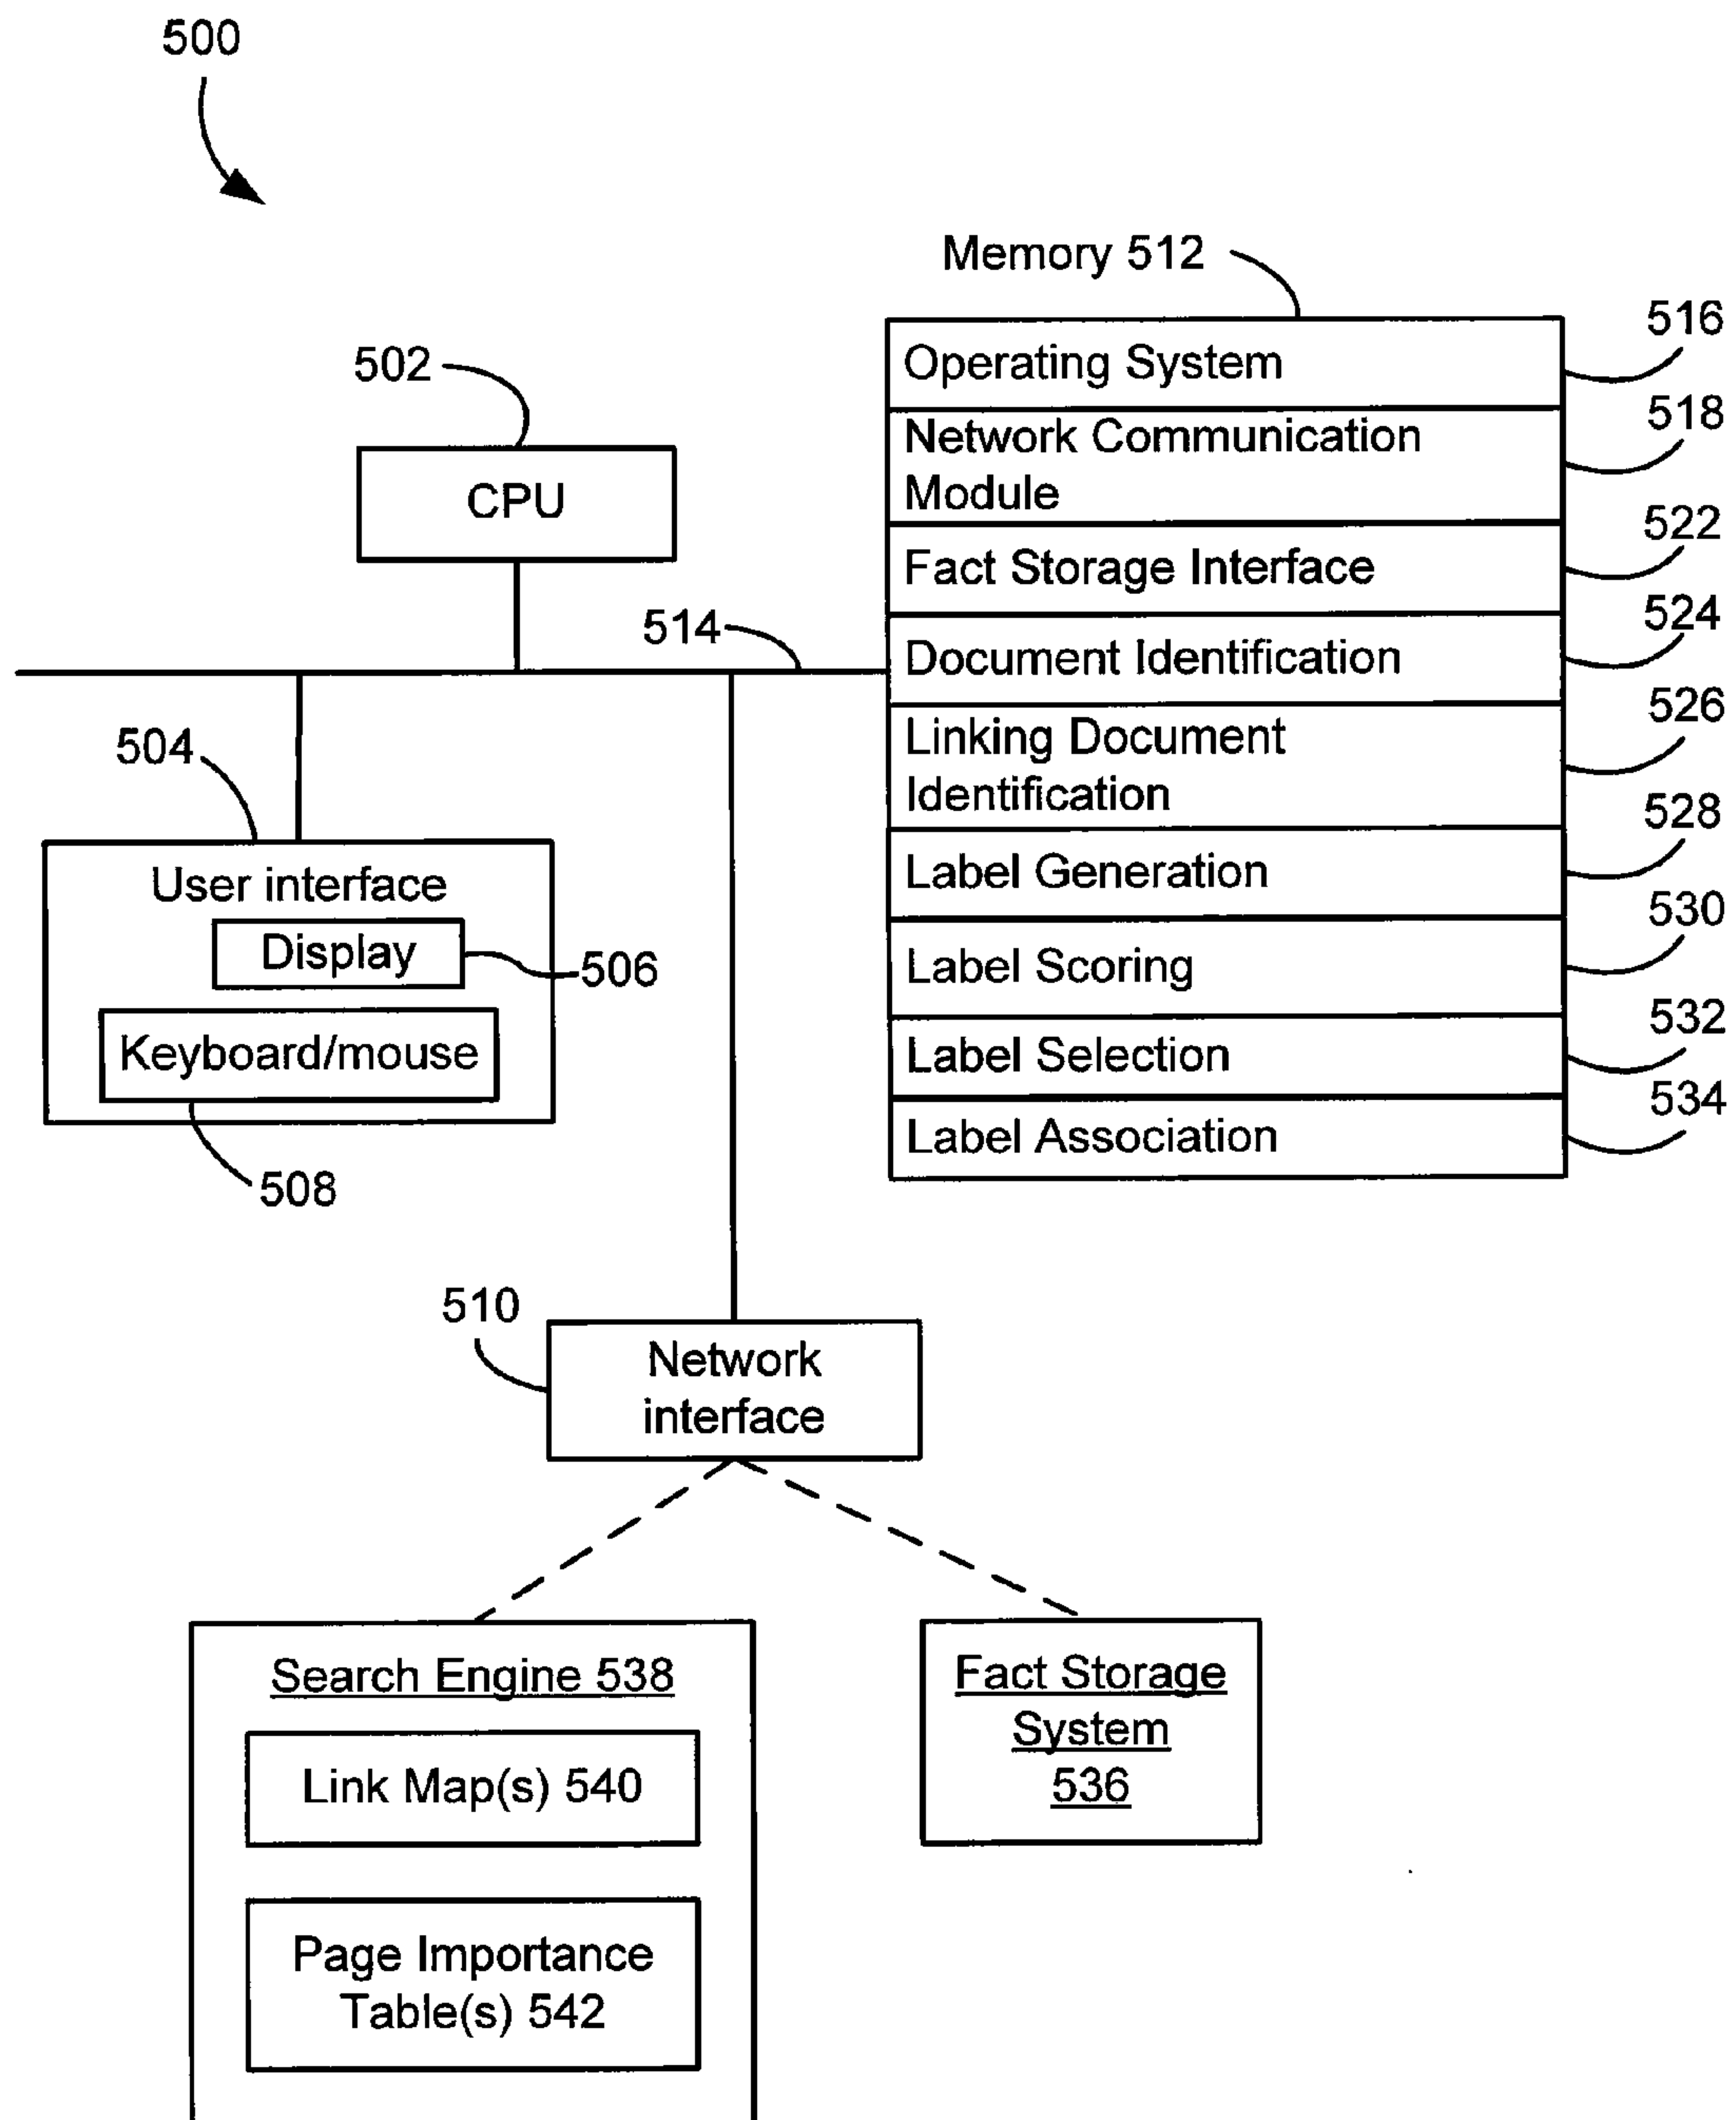 500
Memory 512
516
Operating System
502
518
Network Communication
Module
CPU
522
Fact Storage Interface
514
524
Document Identification
526
Linking Document
Identification
504
528
User interface
Label Generation
Display
506
530
Label Scoring
Keyboard/mouse
532
Label Selection
534
Label Association
508
510
Network
interface
Search Engine 538
Link Map(s) 540
Page Importance
Table(s) 542
Fact Storage
System
536